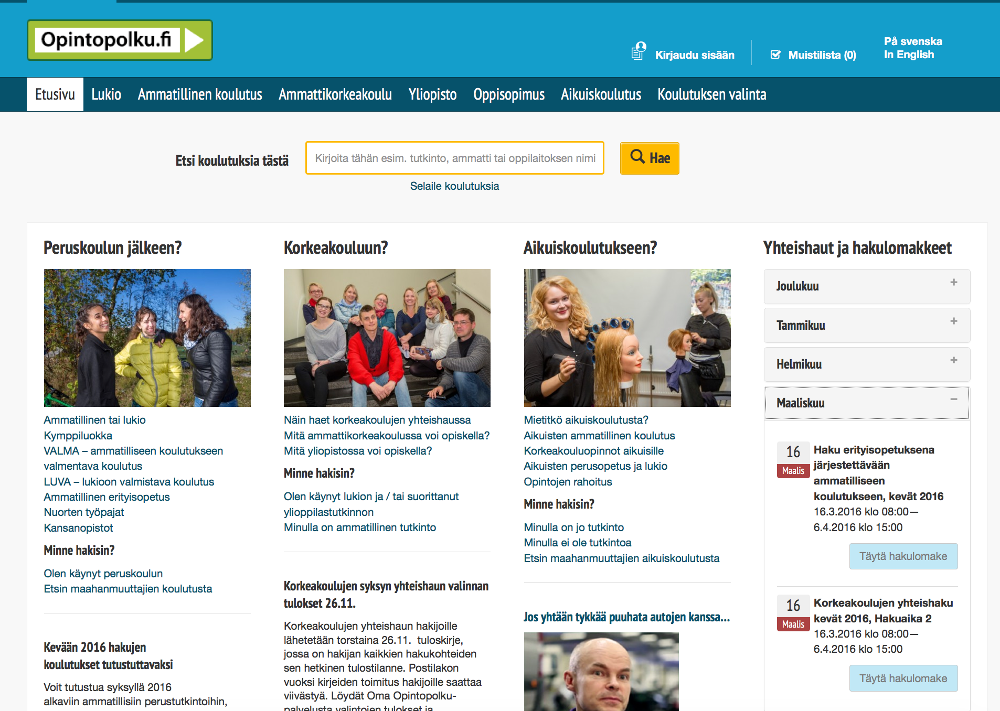 Opintopolku.fi
Kirjaudu sisään
Muistilista (0)
På svenska
In English
Etusivu
Lukio
Ammatillinen koulutus
Ammattikorkeakoulu
Yliopisto
Oppisopimus
Aikuiskoulutus
Koulutuksen valinta
Etsi koulutuksia tästä
Kirjoita tähän esim. tutkinto, ammatti tai oppilaitoksen nimi
Hae
Selaile koulutuksia
Peruskoulun jälkeen?
Ammatillinen tai lukio
Kymppiluokka
VALMA – ammatilliseen koulutukseen
valmentava koulutus
LUVA – lukioon valmistava koulutus
Ammatillinen erityisopetus
Nuorten työpajat
Kansanopistot
Minne hakisin?
Olen käynyt peruskoulun
Etsin maahanmuuttajien koulutusta
Kevään 2016 hakujen
koulutukset tutustuttavaksi
Voit tutustua syksyllä 2016
alkaviin ammatillisiin perustutkintoihin,
Korkeakouluun?
Näin haet korkeakoulujen yhteishaussa
Mitä ammattikorkeakoulussa voi opiskella?
Mitä yliopistossa voi opiskella?
Minne hakisin?
Olen käynyt lukion ja / tai suorittanut
ylioppilastutkinnon
Minulla on ammatillinen tutkinto
Korkeakoulujen syksyn yhteishaun valinnan
tulokset 26.11.
Korkeakoulujen yhteishaun hakijoille
lähetetään torstaina 26.11. tuloskirje,
jossa on hakijan kaikkien hakukohteiden
sen hetkinen tulostilanne. Postilakon
vuoksi kirjeiden toimitus hakijoille saattaa
viivästyä. Löydät Oma Opintopolku-
palvelusta valintojen tulokset ja
Aikuiskoulutukseen?
Mietitkö aikuiskoulutusta?
Aikuisten ammatillinen koulutus
Korkeakouluopinnot aikuisille
Aikuisten perusopetus ja lukio
Opintojen rahoitus
Minne hakisin?
Minulla on jo tutkinto
Minulla ei ole tutkintoa
Etsin maahanmuuttajien aikuiskoulutusta
Jos yhtään tykkää puuhata autojen kanssa...
Yhteishaut ja hakulomakkeet
Joulukuu +
Tammikuu +
Helmikuu +
Maaliskuu −
16
Maalis
Haku erityisopetuksena
järjestettävään
ammatilliseen
koulutukseen, kevät 2016
16.3.2016 klo 08:00—
6.4.2016 klo 15:00
Täytä hakulomake
16
Maalis
Korkeakoulujen yhteishaku
kevät 2016, Hakuaika 2
16.3.2016 klo 08:00—
6.4.2016 klo 15:00
Täytä hakulomake